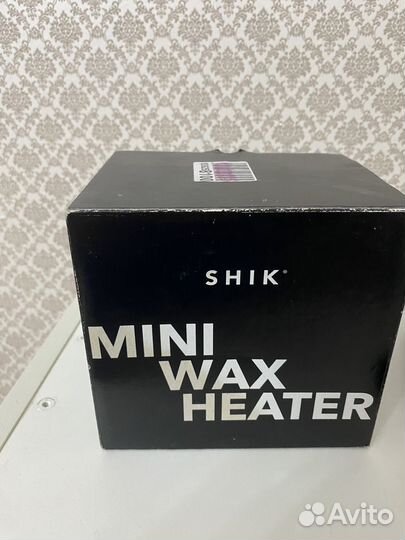 SHIK®
MINI
WAX
HEATER
Avito